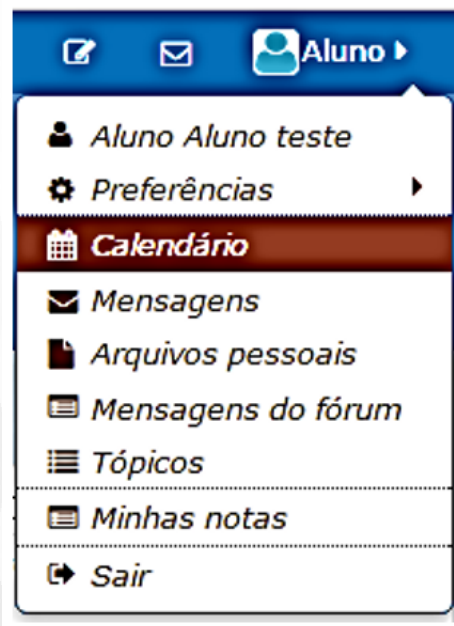 Aluno
Aluno Aluno teste
Preferências
Calendário
Mensagens
Arquivos pessoais
Mensagens do fórum
Tópicos
Minhas notas
Sair